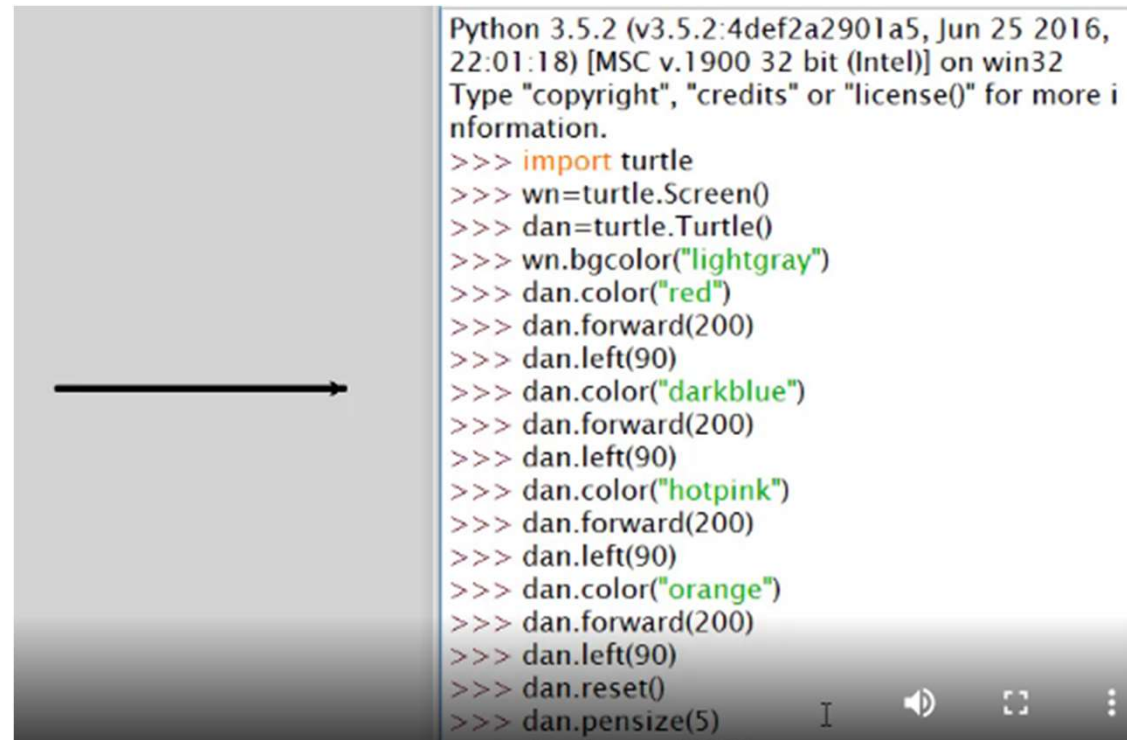 Python 3.5.2 (v3.5.2:4def2a2901a5, Jun 25 2016,
22:01:18) [MSC v.1900 32 bit (Intel)] on win32
Type "copyright", "credits" or "license()" for more i
nformation.
>>> import turtle
>>> wn=turtle.Screen()
>>> dan=turtle.Turtle()
>>> wn.bgcolor("lightgray")
>>> dan.color("red")
>>> dan.forward(200)
>>> dan.left(90)
>>> dan.color("darkblue")
>>> dan.forward(200)
>>> dan.left(90)
>>> dan.color("hotpink")
>>> dan.forward(200)
>>> dan.left(90)
>>> dan.color("orange")
>>> dan.forward(200)
>>> dan.left(90)
>>> dan.reset()
>>> dan.pensize(5)